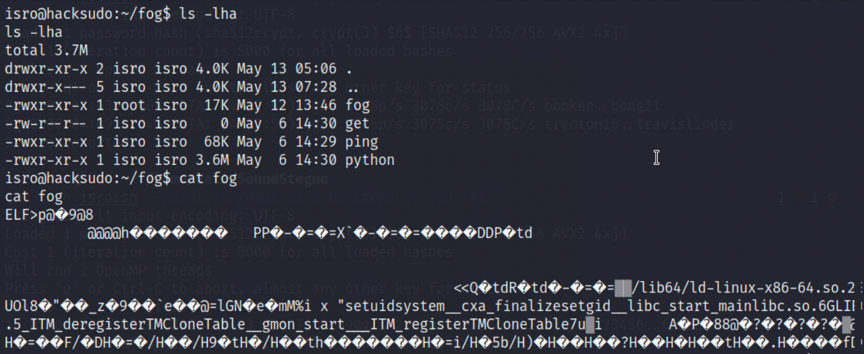 isro@hacksudo:~/fog$ ls -lha
ls -lha
total 3.7M
drwxr-xr-x 2 isro isro 4.0K May 13 05:06 .
drwxr-x--- 5 isro isro 4.0K May 13 07:28 ..
-rwxr-xr-x 1 root isro  17K May 12 13:46 fog
-rw-r--r-- 1 isro isro    0 May  6 14:30 get
-rwxr-xr-x 1 isro isro  68K May  6 14:29 ping
-rwxr-xr-x 1 isro isro 3.6M May  6 14:30 python
isro@hacksudo:~/fog$ cat fog
cat fog
ELF>p@�9@8
@@@@h�������   PP�-�=�=X`�-�=�=����DDP�td
<<Q�tdR�td�-�=�=/lib64/ld-linux-x86-64.so.2
UOl8�"��_z�9��`e��@=lGN�e�mM%i x "setuidsystem__cxa_finalizesetgid__libc_start_mainlibc.so.6GLI
.5_ITM_deregisterTMCloneTable__gmon_start___ITM_registerTMCloneTable7u i A�P�88@�?�?�?�?�
H�=��F/�DH�=�/H��/H9�tH�/H��th�������H�=i/H�5b/H)�H��H��?H��H�H��tH��.H����fD